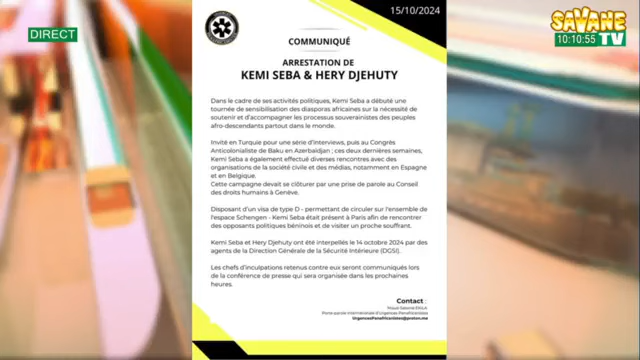 DIRECT
15/10/2024
SAVANE
TV
10:10:55
COMMUNIQUÉ
ARRESTATION DE
KEMI SEBA & HERY DJEHUTY
Dans le cadre de ses activités politiques, Kemi Seba a débuté une
tournée de sensibilisation des diasporas africaines sur la nécessité de
soutenir et d'accompagner les processus souverainistes des peuples
afro-descendants partout dans le monde.
Invité en Turquie pour une série d'interviews, puis au Congrès
Anticolonialiste de Baku en Azerbaïdjan ; ces deux dernières semaines,
Kemi Seba a également effectué diverses rencontres avec des
organisations de la société civile et des médias, notamment en Espagne
et en Belgique.
Cette campagne devait se clôturer par une prise de parole au Conseil
des droits humains à Genève.
Disposant d'un visa de type D - permettant de circuler sur l'ensemble de
l'espace Schengen - Kemi Seba était présent à Paris afin de rencontrer
des opposants politiques béninois et de visiter un proche souffrant.
Kemi Seba et Hery Djehuty ont été interpellés le 14 octobre 2024 par des
agents de la Direction Générale de la Sécurité Intérieure (DGSI).
Les chefs d'inculpations retenus contre eux seront communiqués lors
de la conférence de presse qui sera organisée dans les prochaines
heures.
Contact :
Porte parole internationale d'Urgences Panafricanistes
UrgencesPanafricanistes@proton.me